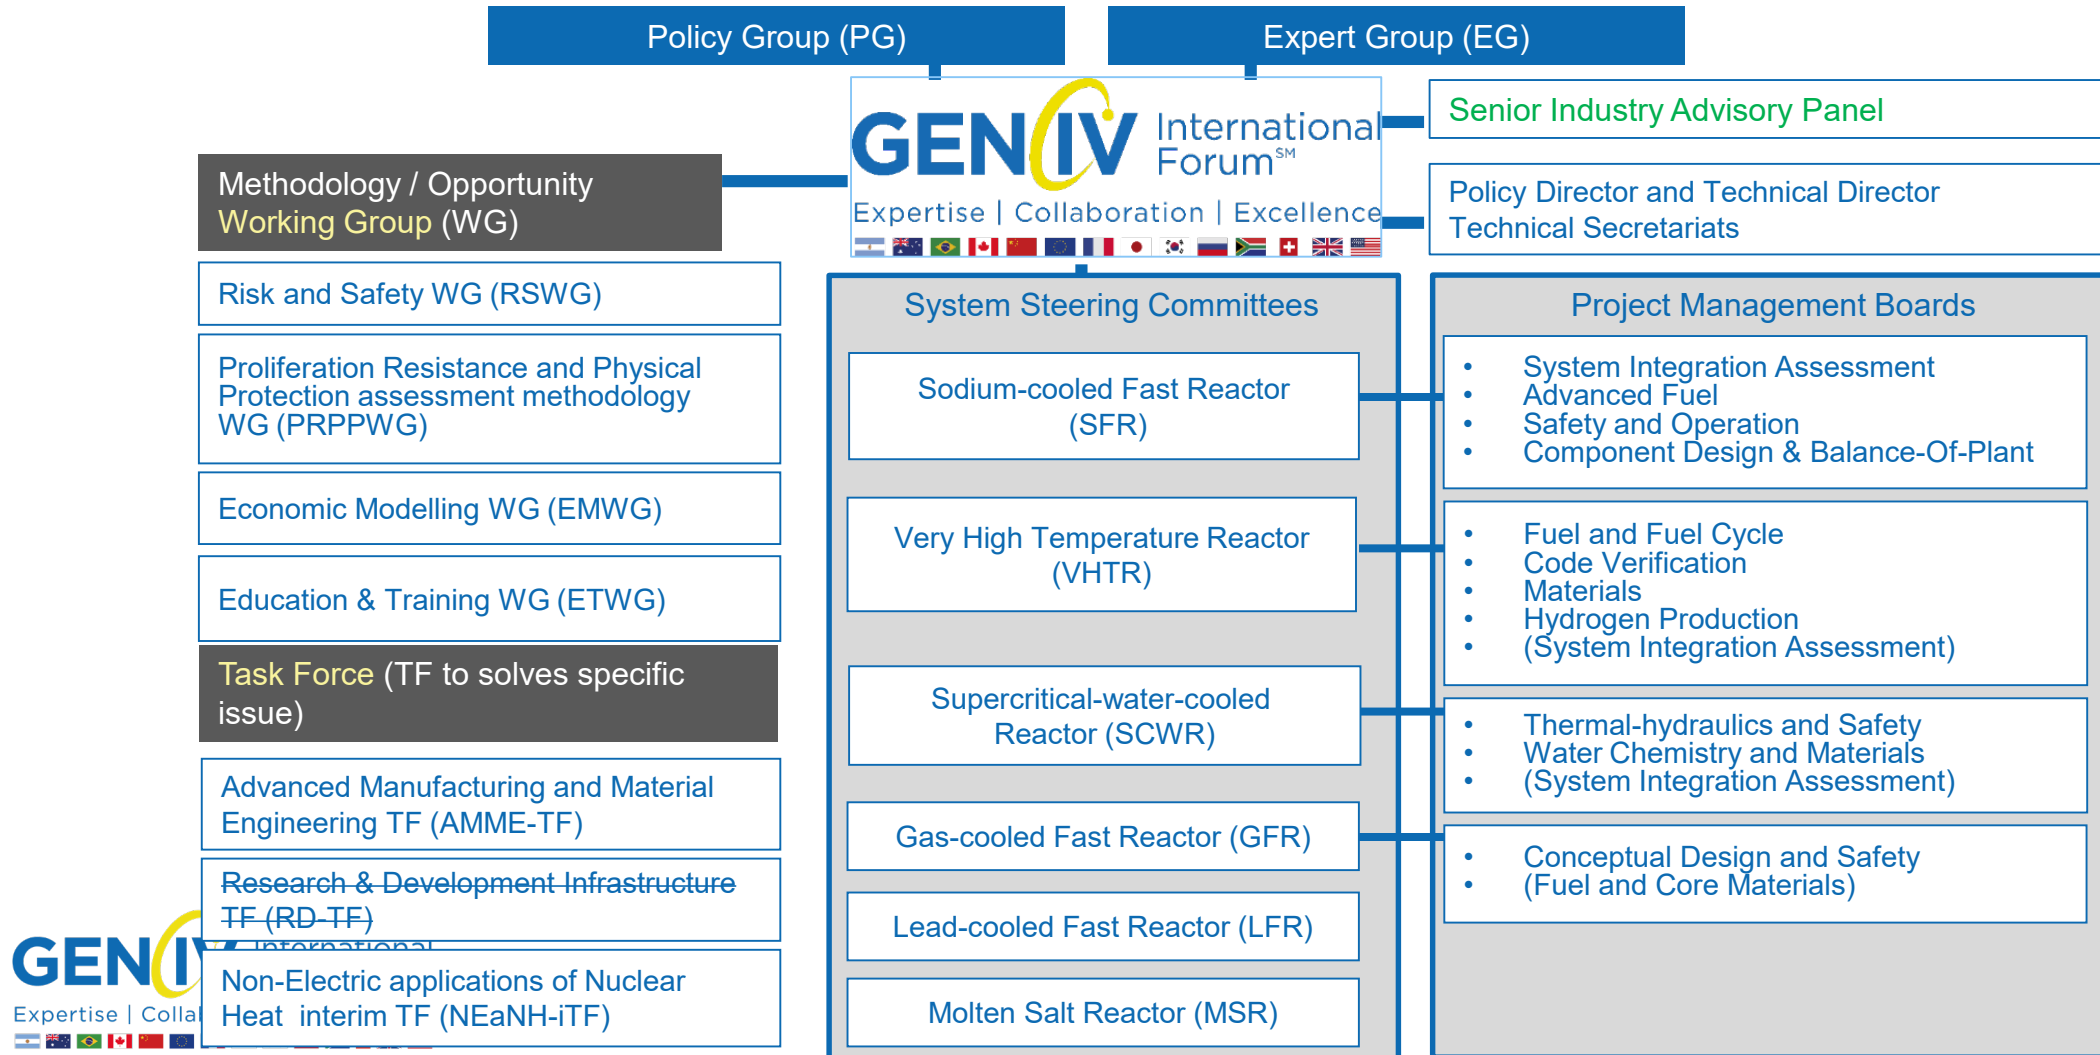 Policy Group (PG)
Expert Group (EG)
GENIV International
Forum℠
Expertise | Collaboration | Excellence
Senior Industry Advisory Panel
Policy Director and Technical Director
Technical Secretariats
Methodology / Opportunity
Working Group (WG)
Risk and Safety WG (RSWG)
Proliferation Resistance and Physical
Protection assessment methodology
WG (PRPPWG)
Economic Modelling WG (EMWG)
Education & Training WG (ETWG)
Task Force (TF to solves specific
issue)
Advanced Manufacturing and Material
Engineering TF (AMME-TF)
Research & Development Infrastructure
TF (RD-TF)
Non-Electric applications of Nuclear
Heat interim TF (NEaNH-iTF)
System Steering Committees
Sodium-cooled Fast Reactor
(SFR)
Very High Temperature Reactor
(VHTR)
Supercritical-water-cooled
Reactor (SCWR)
Gas-cooled Fast Reactor (GFR)
Lead-cooled Fast Reactor (LFR)
Molten Salt Reactor (MSR)
Project Management Boards
• System Integration Assessment
• Advanced Fuel
• Safety and Operation
• Component Design & Balance-Of-Plant
• Fuel and Fuel Cycle
• Code Verification
• Materials
• Hydrogen Production
• (System Integration Assessment)
• Thermal-hydraulics and Safety
• Water Chemistry and Materials
• (System Integration Assessment)
• Conceptual Design and Safety
• (Fuel and Core Materials)
GENIV International
Expertise |